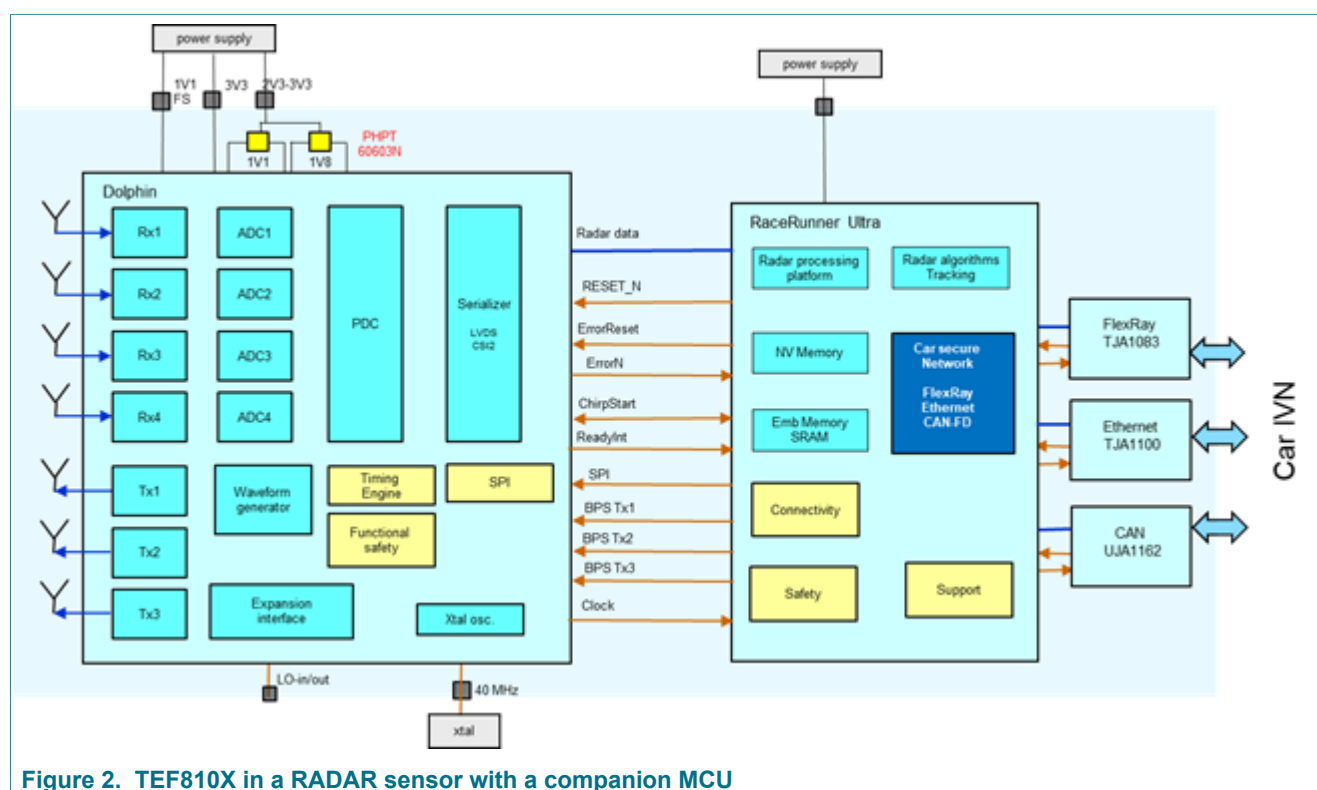 power supply
1V1
FS
3V3
2V3-3V3
1V1
1V8
PHPT
60603N
power supply
Dolphin
Rx1
ADC1
Rx2
ADC2
Rx3
ADC3
Rx4
ADC4
PDC
Serializer
LVDS
CSI2
Tx1
Tx2
Tx3
Waveform
generator
Timing
Engine
SPI
Functional
safety
Expansion
interface
Xtal osc.
LO-in/out
40 MHz
xtal
Radar data
RESET_N
ErrorReset
ErrorN
ChirpStart
ReadyInt
SPI
BPS Tx1
BPS Tx2
BPS Tx3
Clock
RaceRunner Ultra
Radar processing
platform
Radar algorithms
Tracking
NV Memory
Car secure
Network
FlexRay
Ethernet
CAN-FD
Emb Memory
SRAM
Connectivity
Safety
Support
FlexRay
TJA1083
Ethernet
TJA1100
CAN
UJA1162
Car IVN
Figure 2. TEF810X in a RADAR sensor with a companion MCU